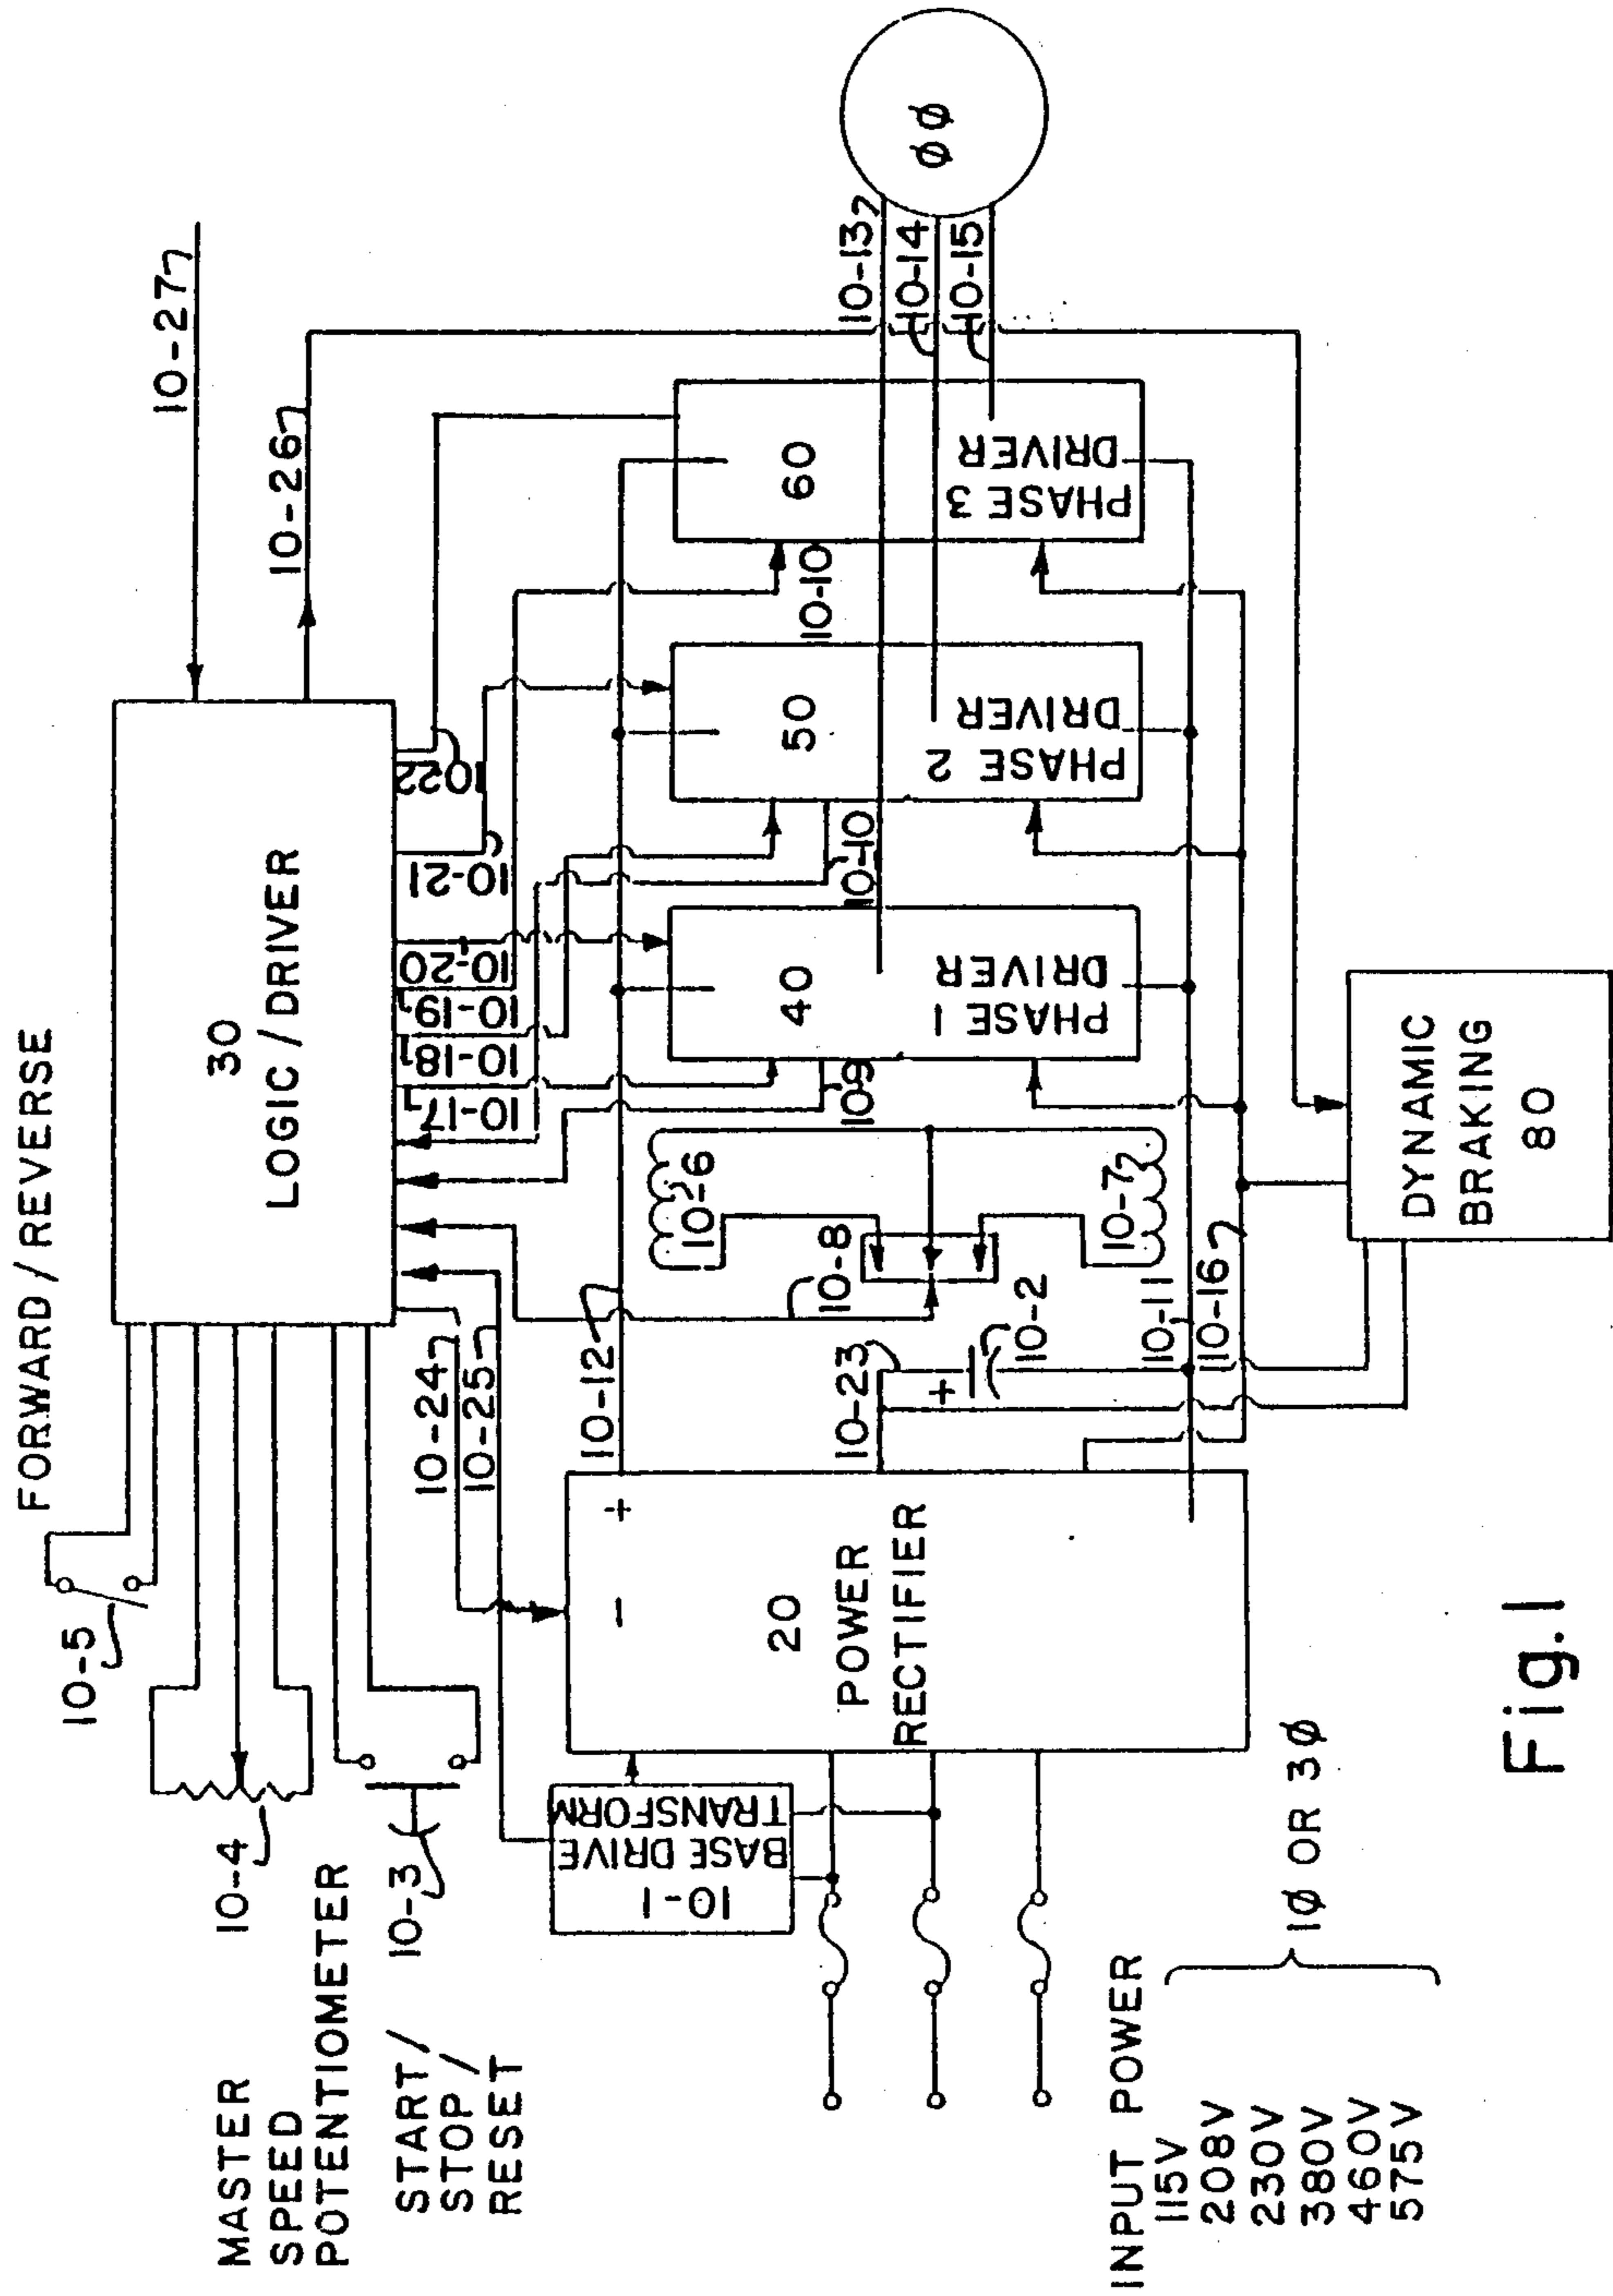 FORWARD / REVERSE
10-5
MASTER
SPEED
POTENTIOMETER
10-4
START /
STOP /
RESET
10-3
30
LOGIC / DRIVER
10-27
10-26
10-24
10-25
10-17
10-18
10-19
10-20
10-21
1022
10-1
BASE DRIVE
TRANSFORM
20
POWER
RECTIFIER
-
+
10-12
10-23
+
10-2
10-8
10-6
10-7
10-11
10-16
10-9
40
PHASE 1
DRIVER
10-10
50
PHASE 2
DRIVER
10-10
60
PHASE 3
DRIVER
10-13
10-14
10-15
ØØ
DYNAMIC
BRAKING
80
INPUT POWER
115V
208V
230V
380V
460V
575V
1Ø OR 3Ø
Fig.1